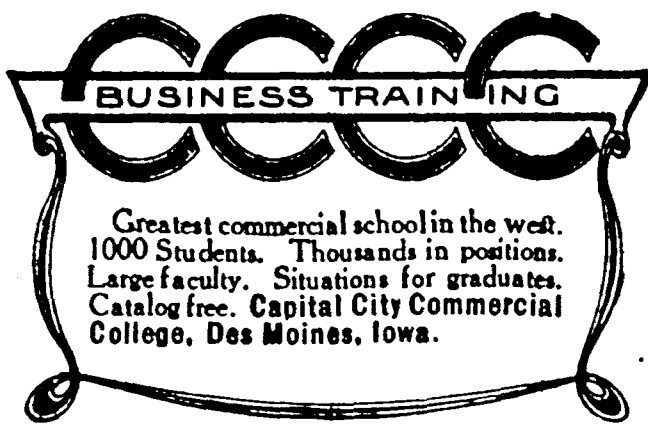 CCCC
BUSINESS TRAINING
Greatest commercial school in the west.
1000 Students. Thousands in positions.
Large faculty. Situations for graduates.
Catalog free. Capital City Commercial
College, Des Moines, Iowa.